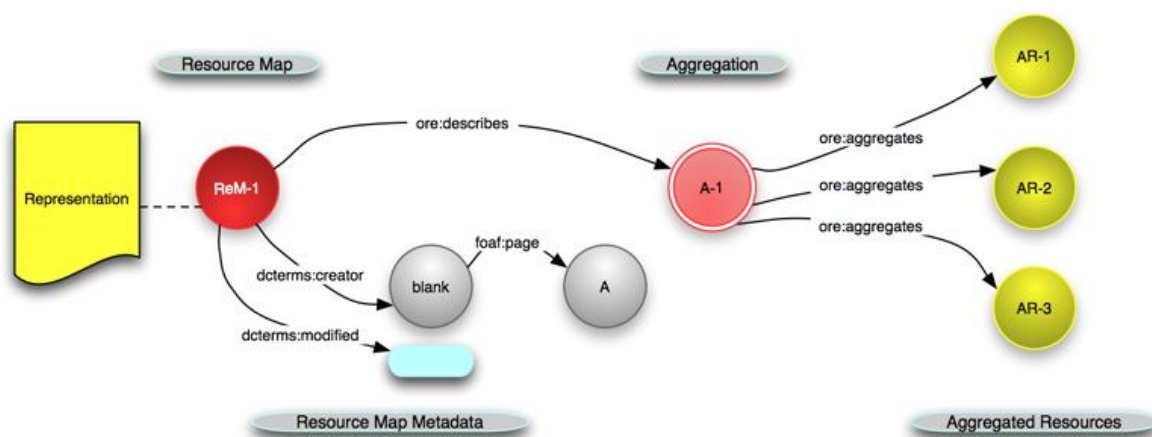 Resource Map
Aggregation
AR-1
ore:describes
ore:aggregates
Representation
ReM-1
A-1
ore:aggregates
AR-2
ore:aggregates
foaf:page
dcterms:creator
blank
A
AR-3
dcterms:modified
Resource Map Metadata
Aggregated Resources